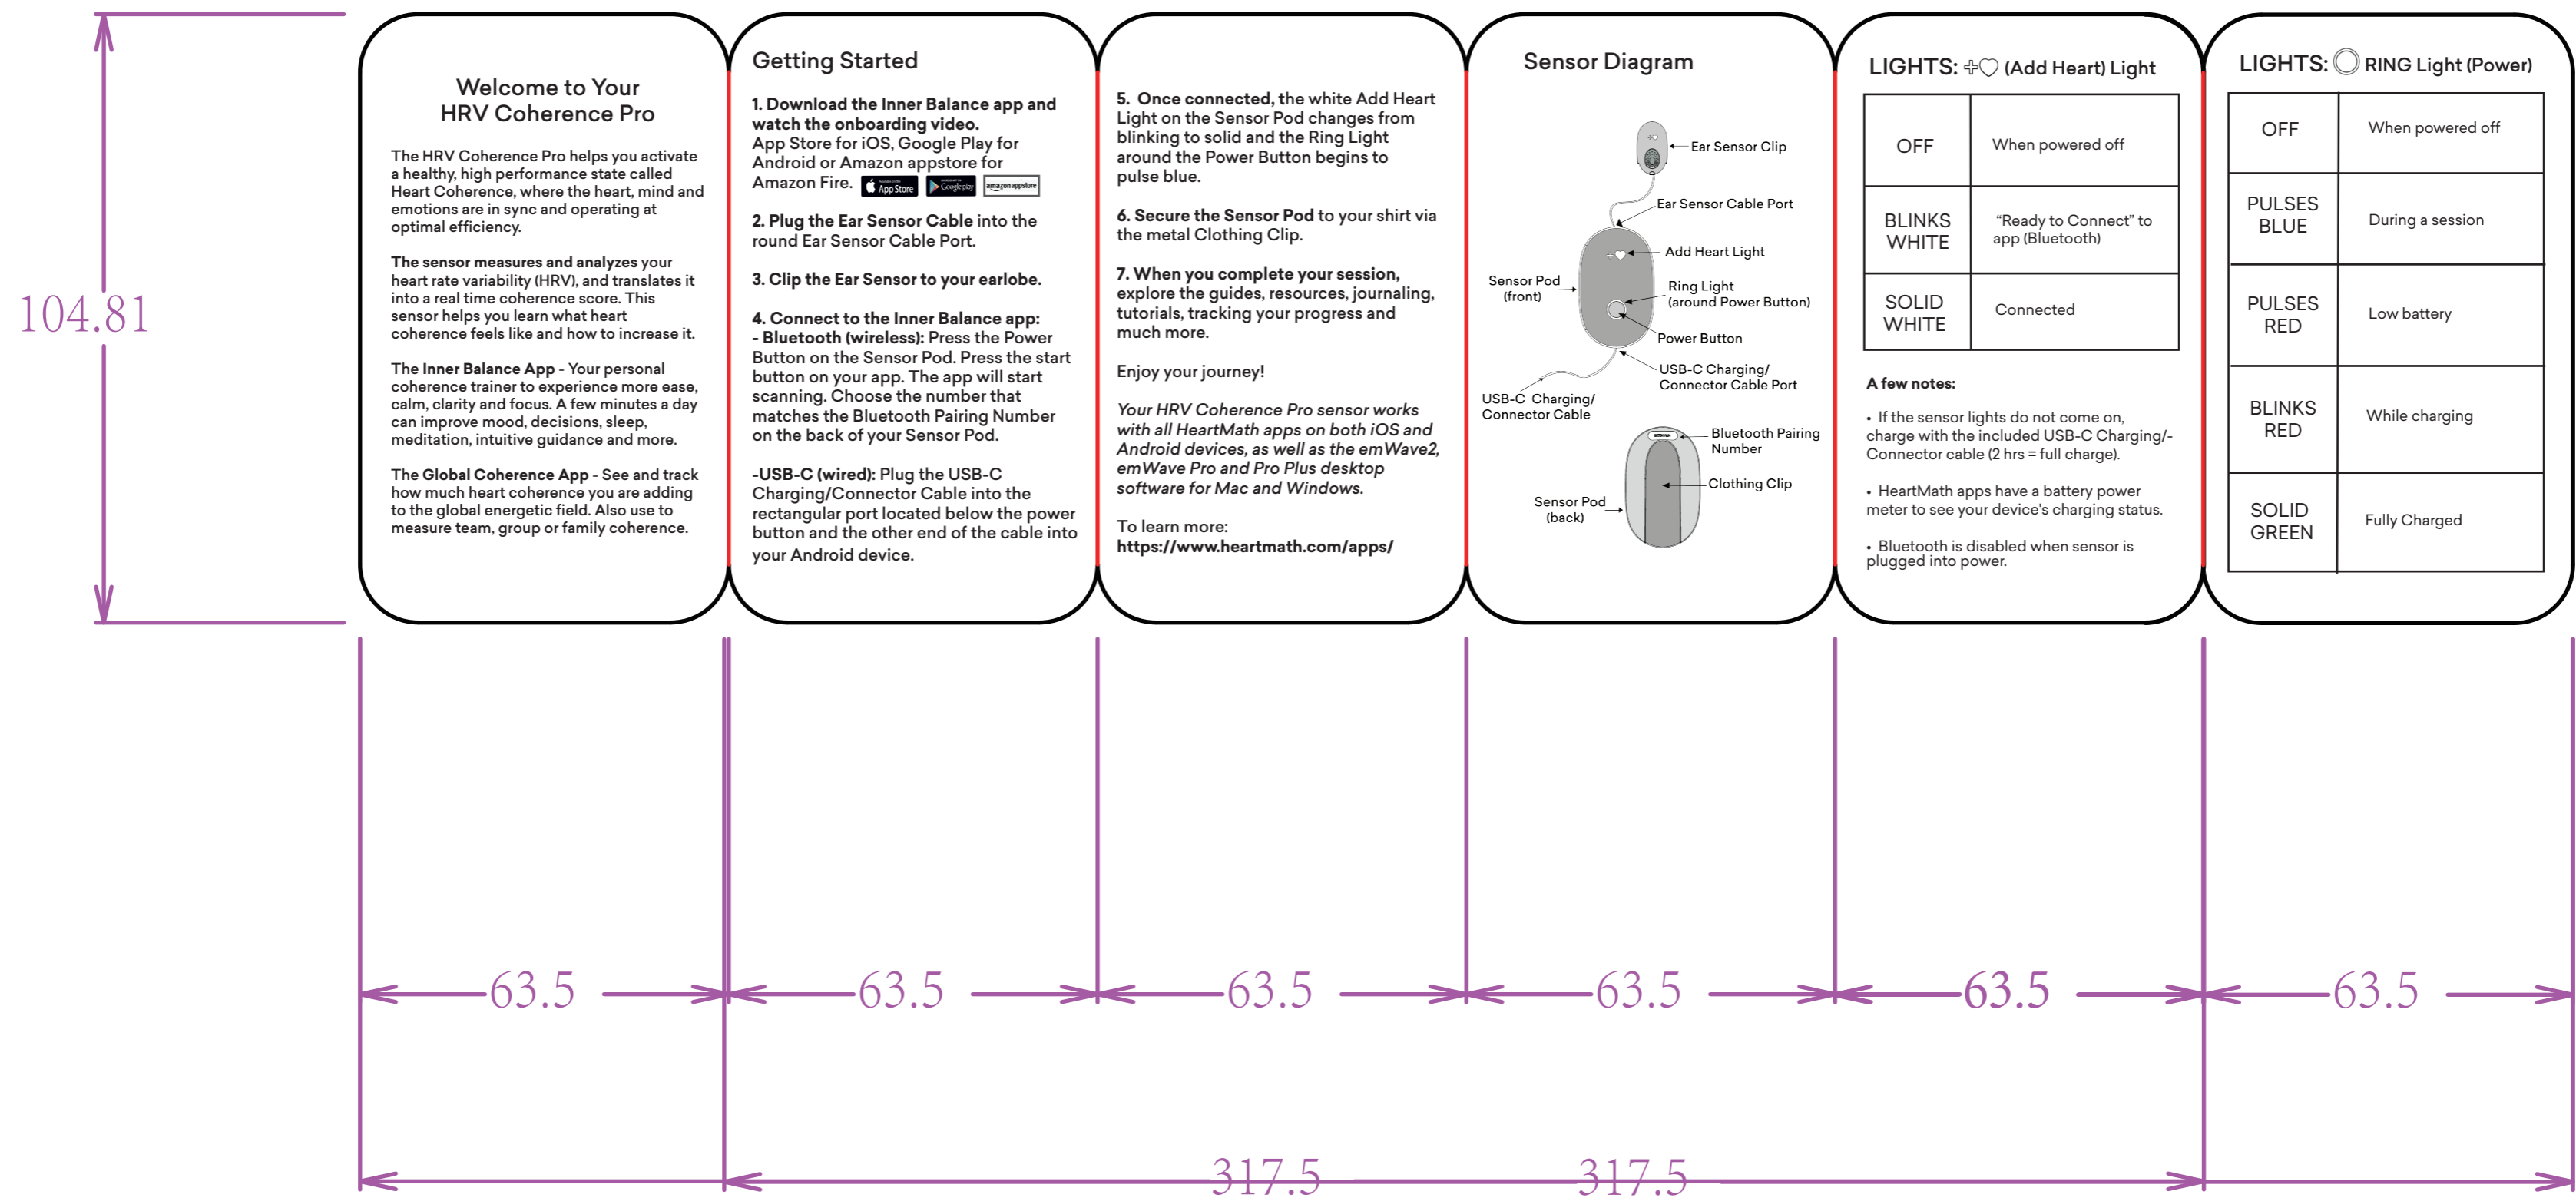 104.81
Welcome to Your
HRV Coherence Pro
The HRV Coherence Pro helps you activate
a healthy, high performance state called
Heart Coherence, where the heart, mind and
emotions are in sync and operating at
optimal efficiency.
The sensor measures and analyzes your
heart rate variability (HRV), and translates it
into a real time coherence score. This
sensor helps you learn what heart
coherence feels like and how to increase it.
The Inner Balance App - Your personal
coherence trainer to experience more ease,
calm, clarity and focus. A few minutes a day
can improve mood, decisions, sleep,
meditation, intuitive guidance and more.
The Global Coherence App - See and track
how much heart coherence you are adding
to the global energetic field. Also use to
measure team, group or family coherence.
Getting Started
1. Download the Inner Balance app and
watch the onboarding video.
App Store for iOS, Google Play for
Android or Amazon appstore for
Amazon Fire. App Store Google play amazon appstore
2. Plug the Ear Sensor Cable into the
round Ear Sensor Cable Port.
3. Clip the Ear Sensor to your earlobe.
4. Connect to the Inner Balance app:
- Bluetooth (wireless): Press the Power
Button on the Sensor Pod. Press the start
button on your app. The app will start
scanning. Choose the number that
matches the Bluetooth Pairing Number
on the back of your Sensor Pod.
-USB-C (wired): Plug the USB-C
Charging/Connector Cable into the
rectangular port located below the power
button and the other end of the cable into
your Android device.
5. Once connected, the white Add Heart
Light on the Sensor Pod changes from
blinking to solid and the Ring Light
around the Power Button begins to
pulse blue.
6. Secure the Sensor Pod to your shirt via
the metal Clothing Clip.
7. When you complete your session,
explore the guides, resources, journaling,
tutorials, tracking your progress and
much more.
Enjoy your journey!
Your HRV Coherence Pro sensor works
with all HeartMath apps on both iOS and
Android devices, as well as the emWave2,
emWave Pro and Pro Plus desktop
software for Mac and Windows.
To learn more:
https://www.heartmath.com/apps/
Sensor Diagram
Ear Sensor Clip
Ear Sensor Cable Port
Add Heart Light
Sensor Pod
(front)
Ring Light
(around Power Button)
Power Button
USB-C Charging/
Connector Cable Port
USB-C Charging/
Connector Cable
Bluetooth Pairing
Number
Clothing Clip
Sensor Pod
(back)
LIGHTS: +♡ (Add Heart) Light
OFF
When powered off
BLINKS
WHITE
“Ready to Connect” to
app (Bluetooth)
SOLID
WHITE
Connected
A few notes:
• If the sensor lights do not come on,
charge with the included USB-C Charging/-
Connector cable (2 hrs = full charge).
• HeartMath apps have a battery power
meter to see your device's charging status.
• Bluetooth is disabled when sensor is
plugged into power.
LIGHTS: RING Light (Power)
OFF
When powered off
PULSES
BLUE
During a session
PULSES
RED
Low battery
BLINKS
RED
While charging
SOLID
GREEN
Fully Charged
63.5
63.5
63.5
63.5
63.5
63.5
317.5
317.5